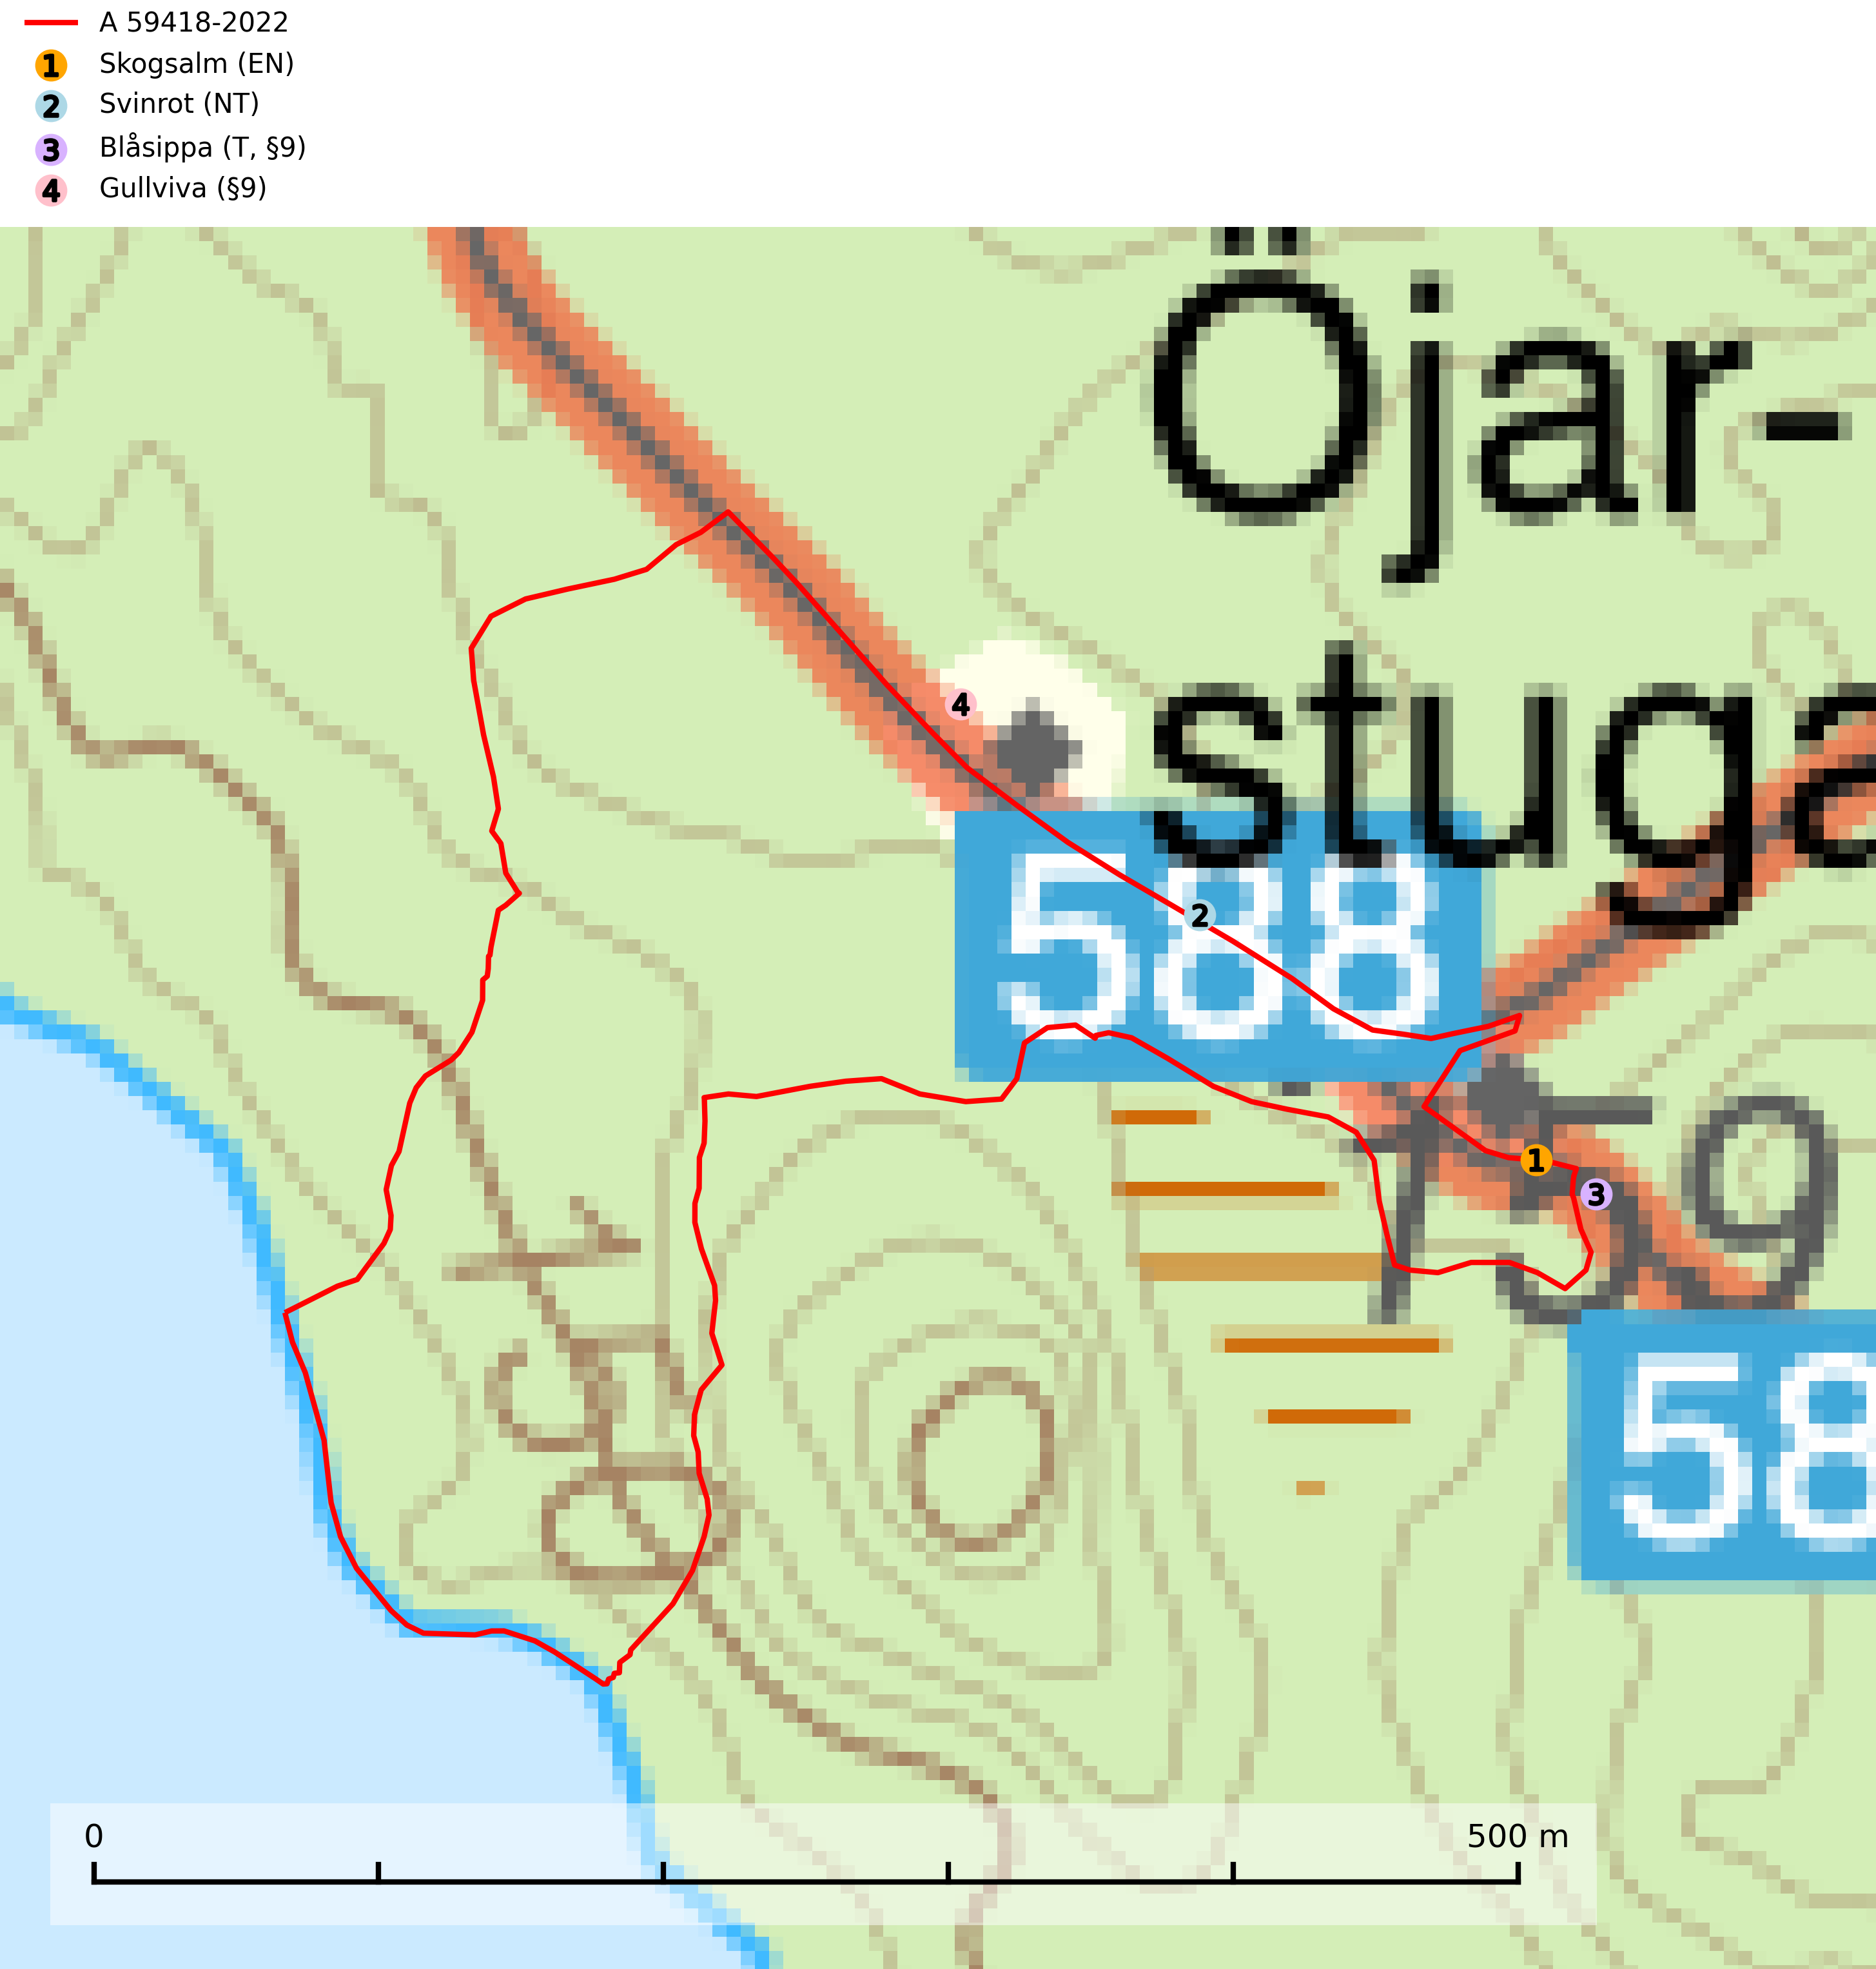 A 59418-2022
1 Skogsalm (EN)
2 Svinrot (NT)
3 Blåsippa (T, §9)
4 Gullviva (§9)
Öjar-
4
stuga
588
2
1
3
9
58
0
500 m